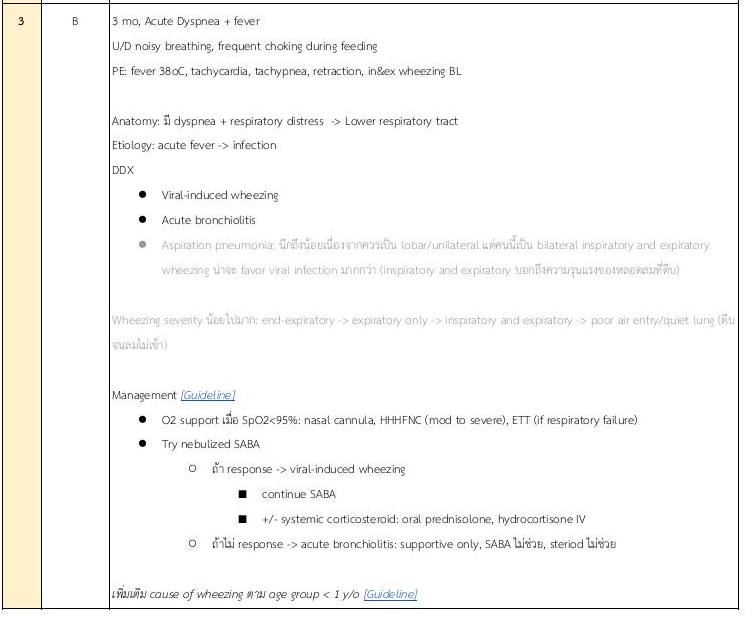 3 B 3 mo, Acute Dyspnea + fever
U/D noisy breathing, frequent choking during feeding
PE: fever 38oC, tachycardia, tachypnea, retraction, in&ex wheezing BL
Anatomy: มี dyspnea + respiratory distress -> Lower respiratory tract
Etiology: acute fever -> infection
DDX
● Viral-induced wheezing
● Acute bronchiolitis
● Aspiration pneumonia: นึกถึงน้อยเนื่องจากควรเป็น lobar/unilateral แต่คนนี้เป็น bilateral inspiratory and expiratory
wheezing น่าจะ favor viral infection มากกว่า (inspiratory and expiratory บอกถึงความรุนแรงของหลอดลมที่ตีบ)
Wheezing severity น้อยไปมาก: end-expiratory -> expiratory only -> inspiratory and expiratory -> poor air entry/quiet lung (ตีบ
จนลมไม่เข้า)
Management [Guideline]
● O2 support เมื่อ SpO2<95%: nasal cannula, HHHFNC (mod to severe), ETT (if respiratory failure)
● Try nebulized SABA
○ ถ้า response -> viral-induced wheezing
■ continue SABA
■ +/- systemic corticosteroid: oral prednisolone, hydrocortisone IV
○ ถ้าไม่ response -> acute bronchiolitis: supportive only, SABA ไม่ช่วย, steriod ไม่ช่วย
เพิ่มเติม cause of wheezing ตาม age group < 1 y/o [Guideline]